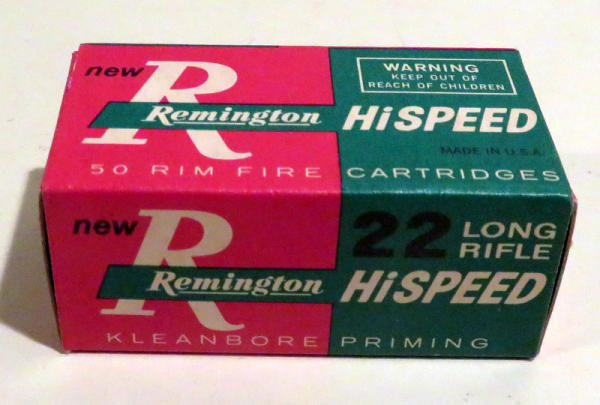 new R
Remington HiSPEED
WARNING
KEEP OUT OF
REACH OF CHILDREN
MADE IN U.S.A.
50 RIM FIRE CARTRIDGES
new R
22 LONG
RIFLE
Remington HiSPEED
KLEANBORE PRIMING